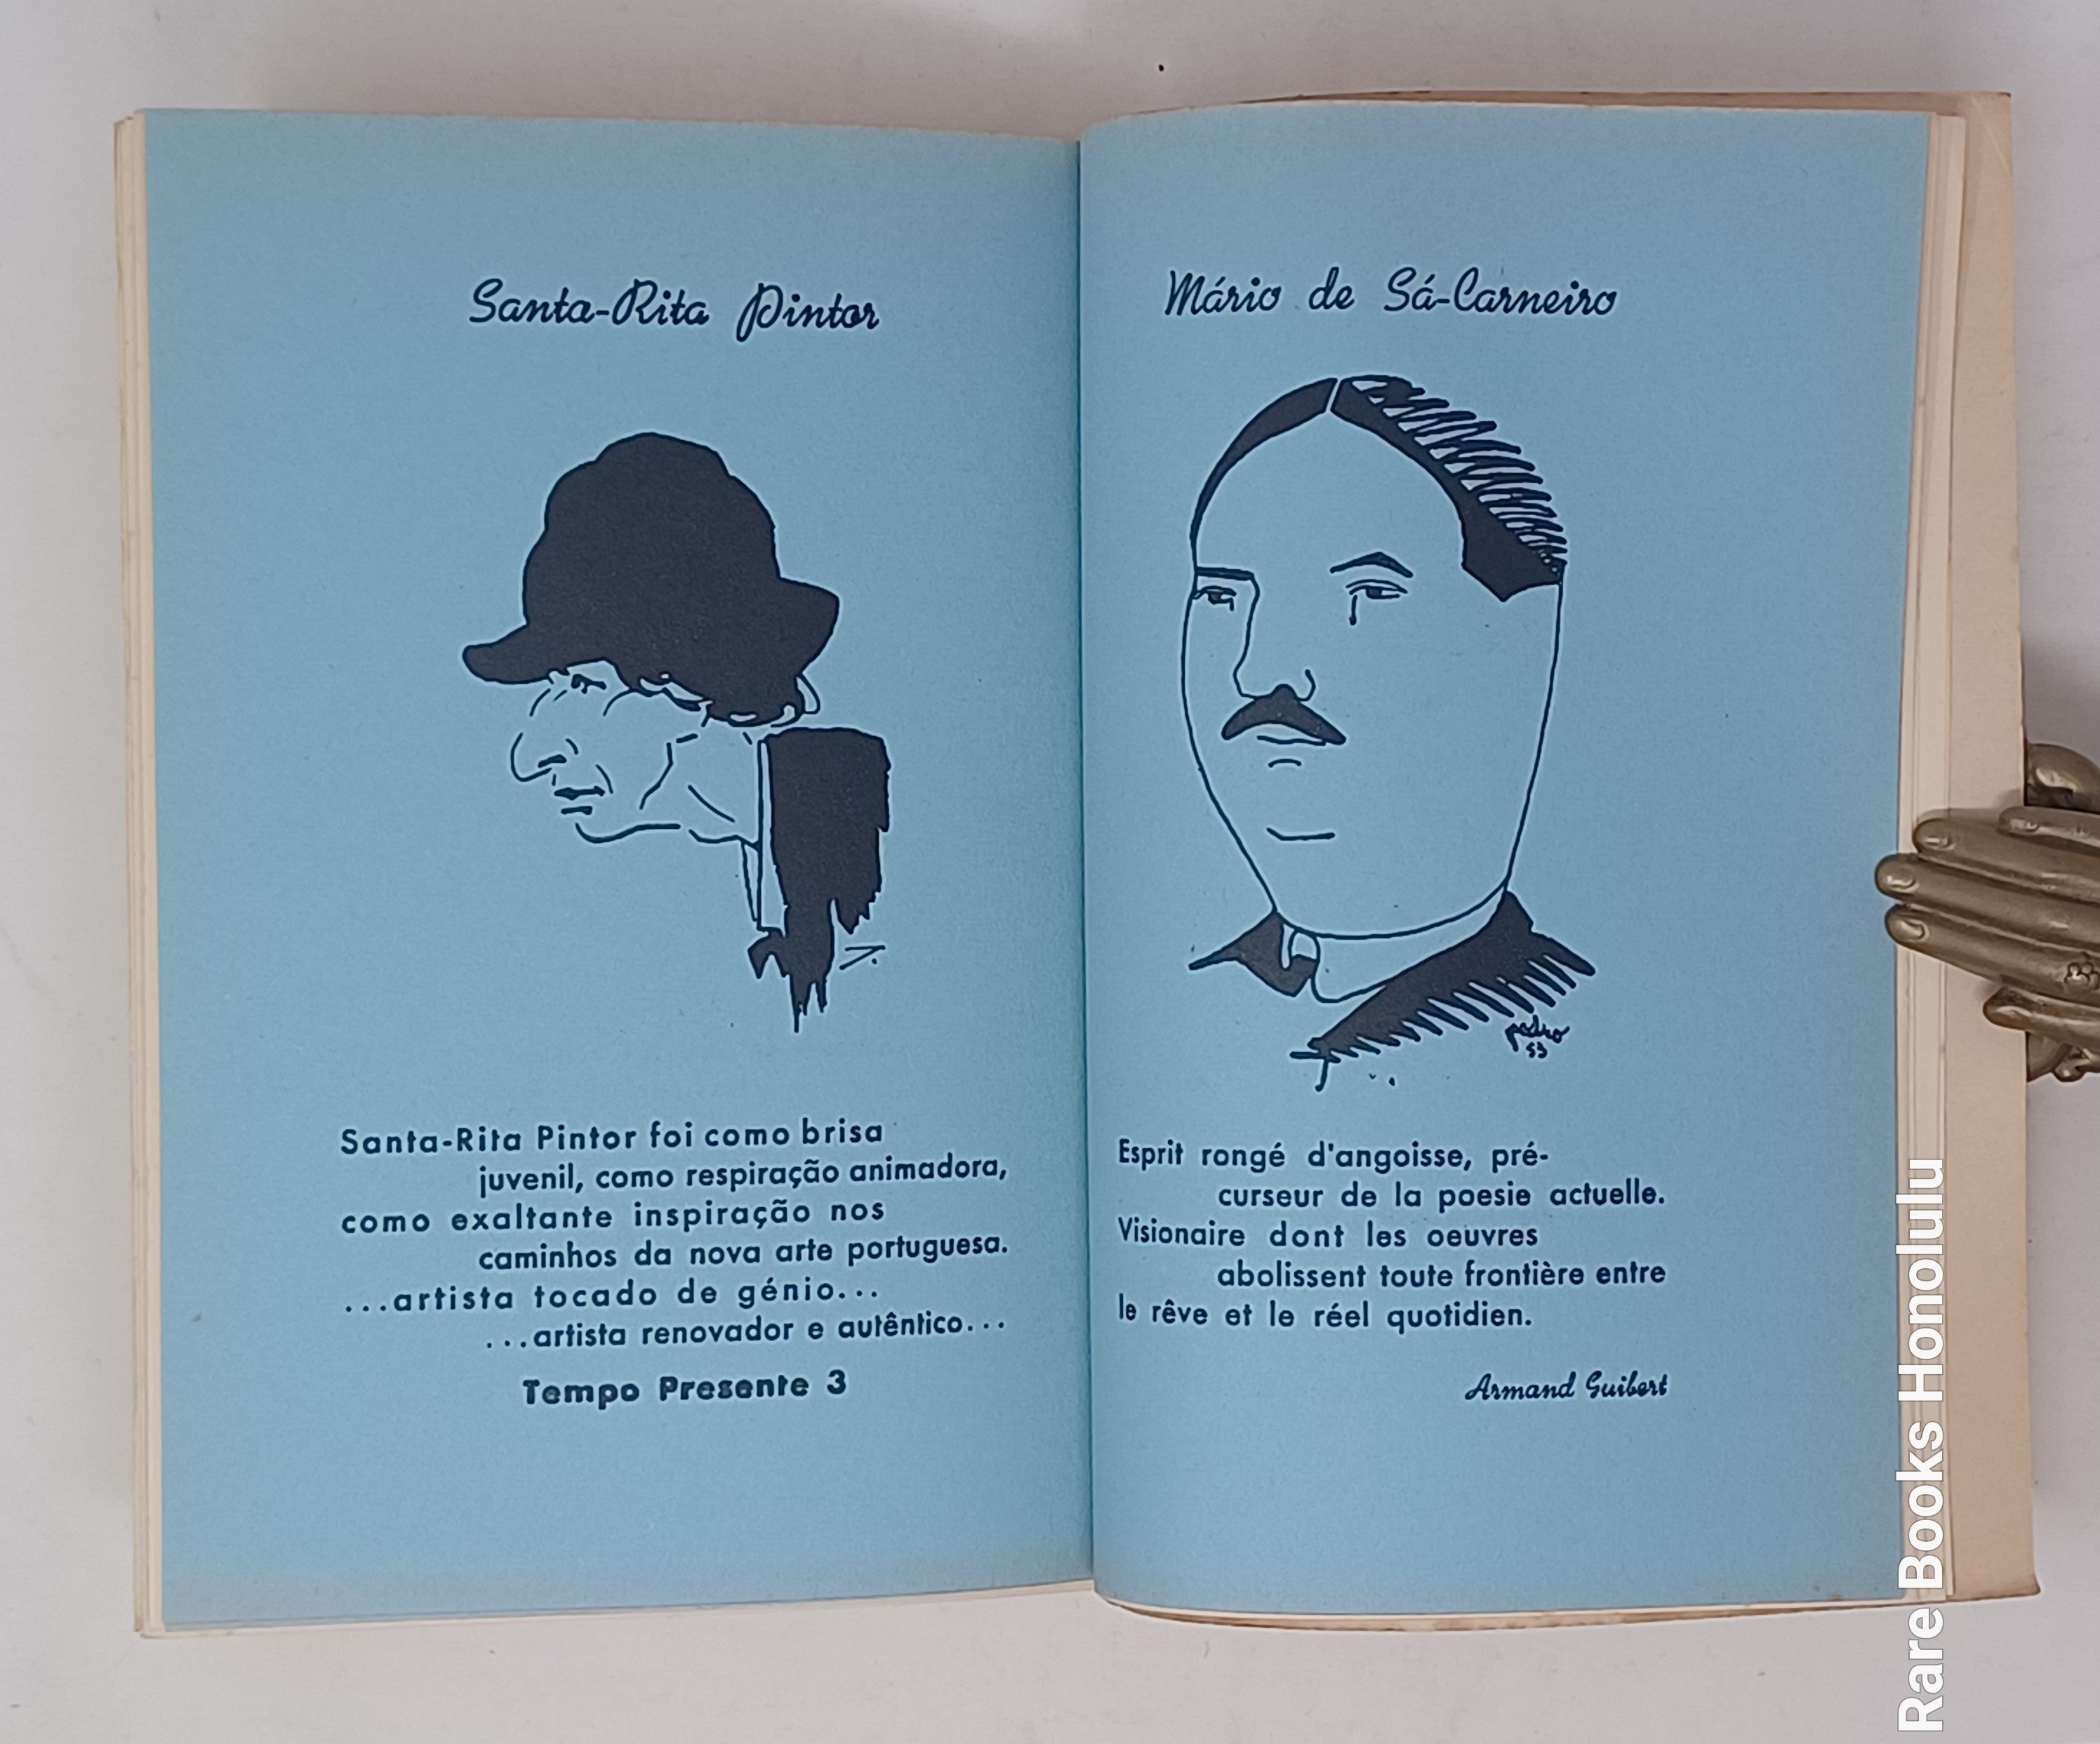 Santa-Rita Pintor
Santa-Rita Pintor foi como brisa
juvenil, como respiração animadora,
como exaltante inspiração nos
caminhos da nova arte portuguesa.
...artista tocado de génio...
...artista renovador e autêntico...
Tempo Presente 3
Mário de Sá-Carneiro
pedro
53
Esprit rongé d'angoisse, pré-
curseur de la poesie actuelle.
Visionaire dont les oeuvres
abolissent toute frontière entre
le rêve et le réel quotidien.
Armand Guibert
Rare Books Honolulu